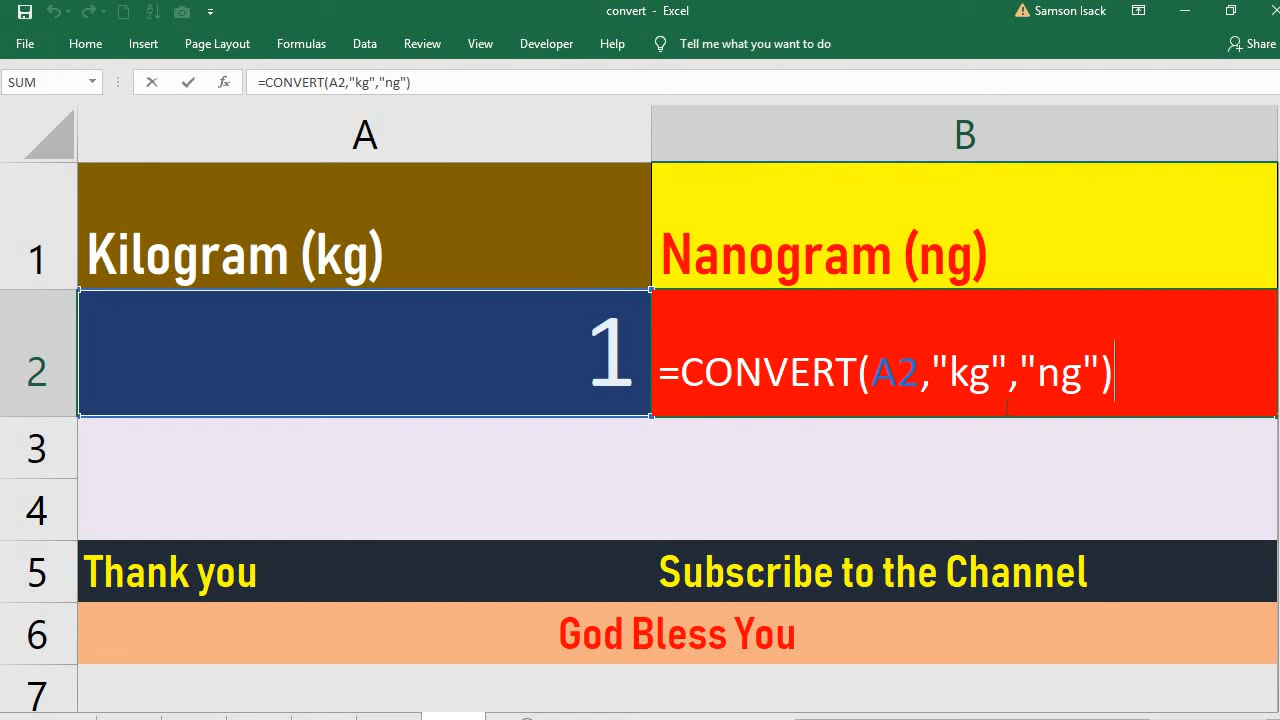 convert - Excel
Samson Isack
File Home Insert Page Layout Formulas Data Review View Developer Help Tell me what you want to do Share
SUM fx =CONVERT(A2,"kg","ng")
A B
1 Kilogram (kg) Nanogram (ng)
2 1 =CONVERT(A2,"kg","ng")
3
4
5 Thank you Subscribe to the Channel
6 God Bless You
7